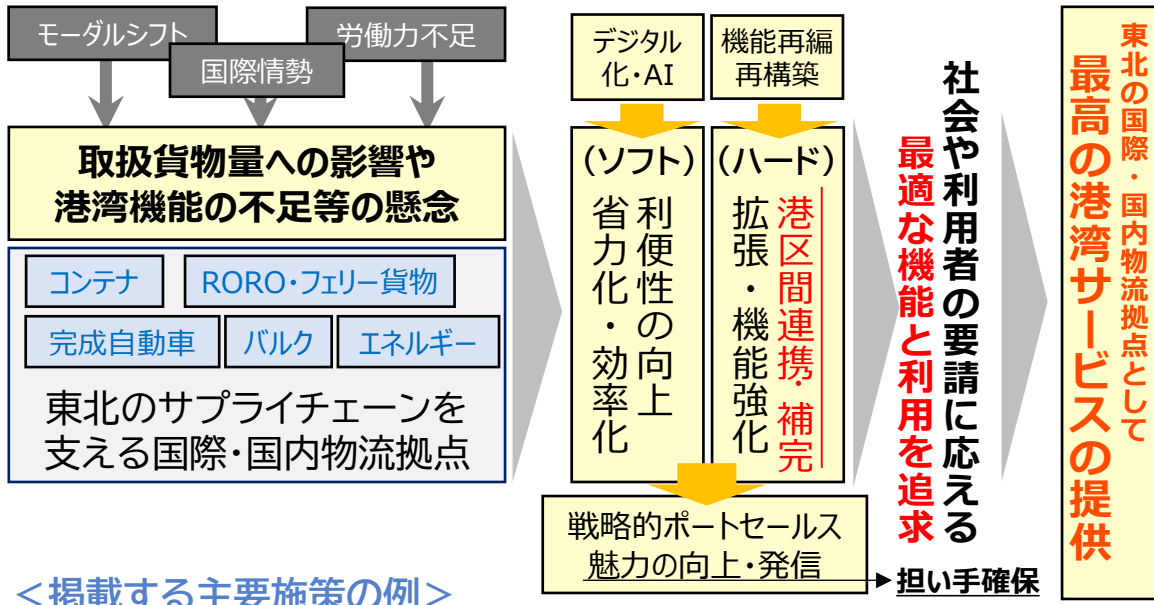 モーダルシフト
国際情勢
労働力不足
取扱貨物量への影響や
港湾機能の不足等の懸念
コンテナ
RORO・フェリー貨物
完成自動車
バルク
エネルギー
東北のサプライチェーンを
支える国際・国内物流拠点
デジタル
化・AI
機能再編
再構築
(ソフト)
利便性の向上
省力化・効率化
(ハード)
港区間連携・補完
拡張・機能強化
戦略的ポートセールス
魅力の向上・発信
担い手確保
社会や利用者の要請に応える
最適な機能と利用を追求
東北の国際・国内物流拠点として
最高の港湾サービスの提供
<掲載する主要施策の例>